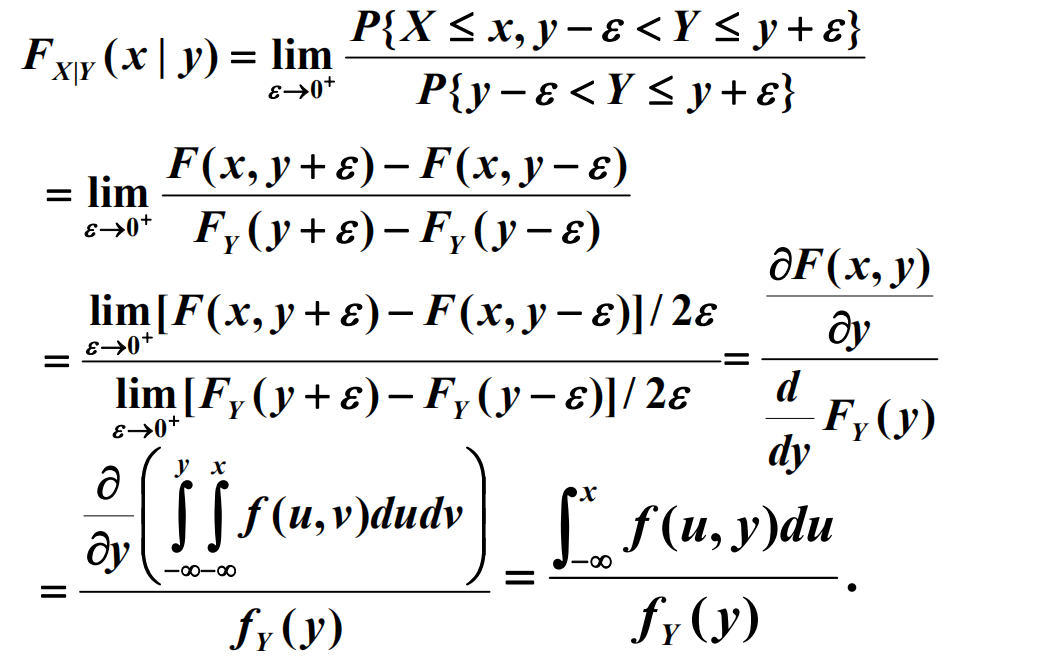 F_{X|Y}(x | y) = lim_{ε→0⁺} P{X ≤ x, y − ε < Y ≤ y + ε} / P{y − ε < Y ≤ y + ε}
= lim_{ε→0⁺} (F(x, y + ε) − F(x, y − ε)) / (F_Y(y + ε) − F_Y(y − ε))
= (lim_{ε→0⁺} [F(x, y + ε) − F(x, y − ε)] / 2ε) / (lim_{ε→0⁺} [F_Y(y + ε) − F_Y(y − ε)] / 2ε) = (∂F(x, y) / ∂y) / (d/dy F_Y(y))
= (∂/∂y (∫_{−∞}^{y} ∫_{−∞}^{x} f(u, v)dudv)) / f_Y(y) = (∫_{−∞}^{x} f(u, y)du) / f_Y(y) .